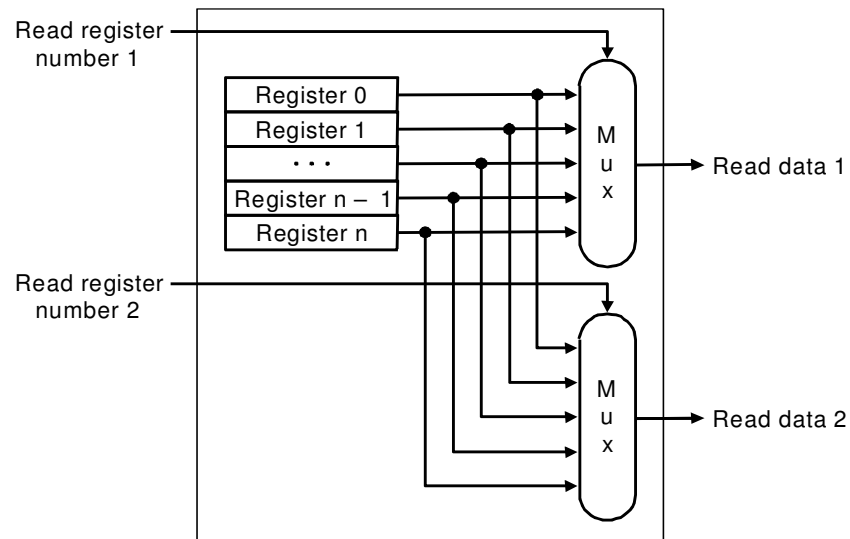 Read register
number 1
Register 0
Register 1
. . .
Register n – 1
Register n
M
u
x
Read data 1
Read register
number 2
M
u
x
Read data 2